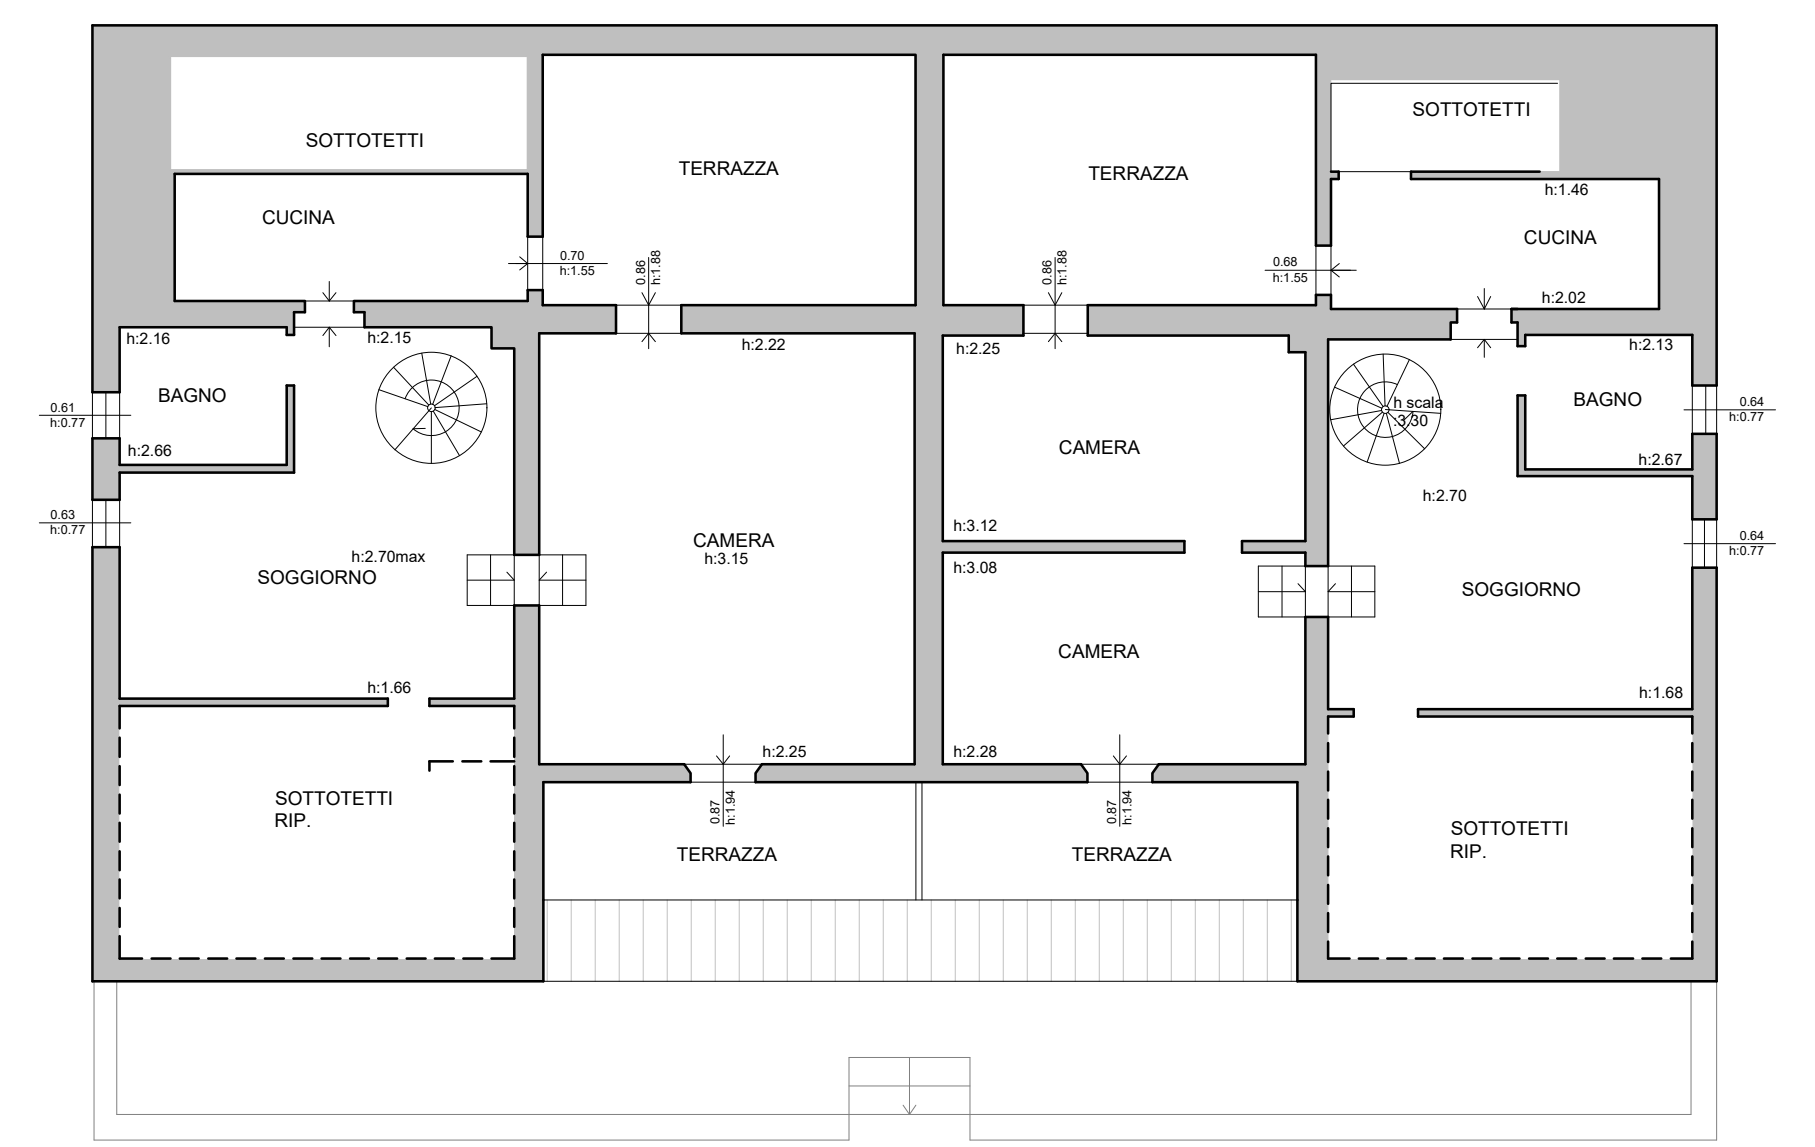 SOTTOTETTI
SOTTOTETTI
TERRAZZA
TERRAZZA
h:1.46
CUCINA
CUCINA
0.70
h:1.55
0.86
h:1.88
0.86
h:1.88
0.68
h:1.55
h:2.02
h:2.16
h:2.15
h:2.22
h:2.25
h:2.13
BAGNO
BAGNO
0.61
h:0.77
h scala
:3.30
0.64
h:0.77
h:2.66
CAMERA
h:2.67
h:2.70
0.63
h:0.77
h:3.12
CAMERA
h:3.15
0.64
h:0.77
h:2.70max
SOGGIORNO
h:3.08
SOGGIORNO
CAMERA
h:1.66
h:1.68
h:2.25
h:2.28
SOTTOTETTI
RIP.
0.87
h:1.94
0.87
h:1.94
SOTTOTETTI
RIP.
TERRAZZA
TERRAZZA